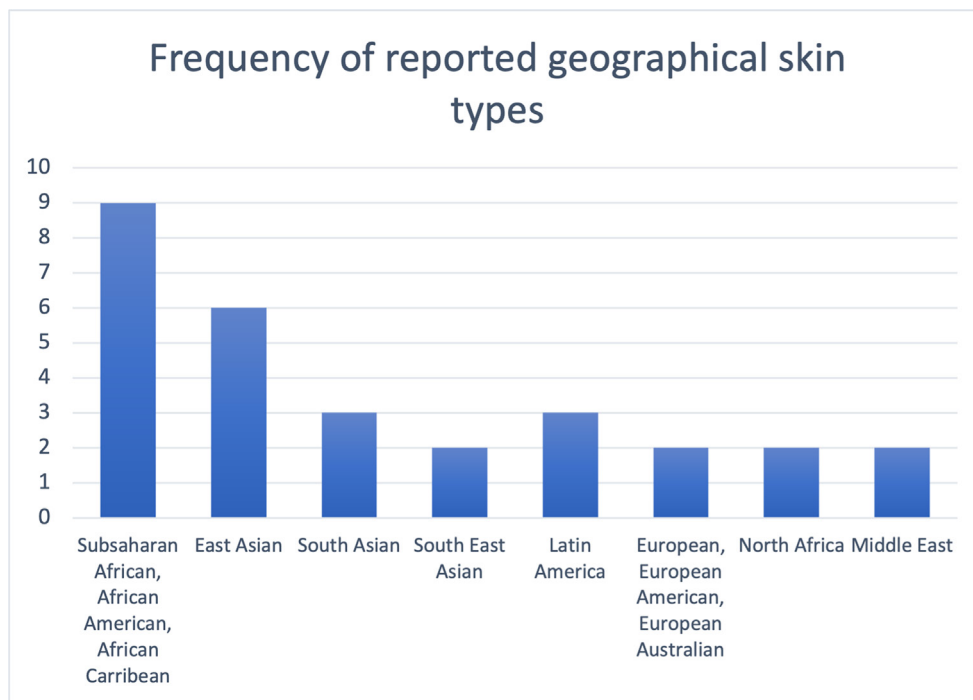 Frequency of reported geographical skin
types
10
9
8
7
6
5
4
3
2
1
0
Subsaharan
African,
African
American,
African
Carribean
East Asian
South Asian
South East
Asian
Latin
America
European,
European
American,
European
Australian
North Africa
Middle East